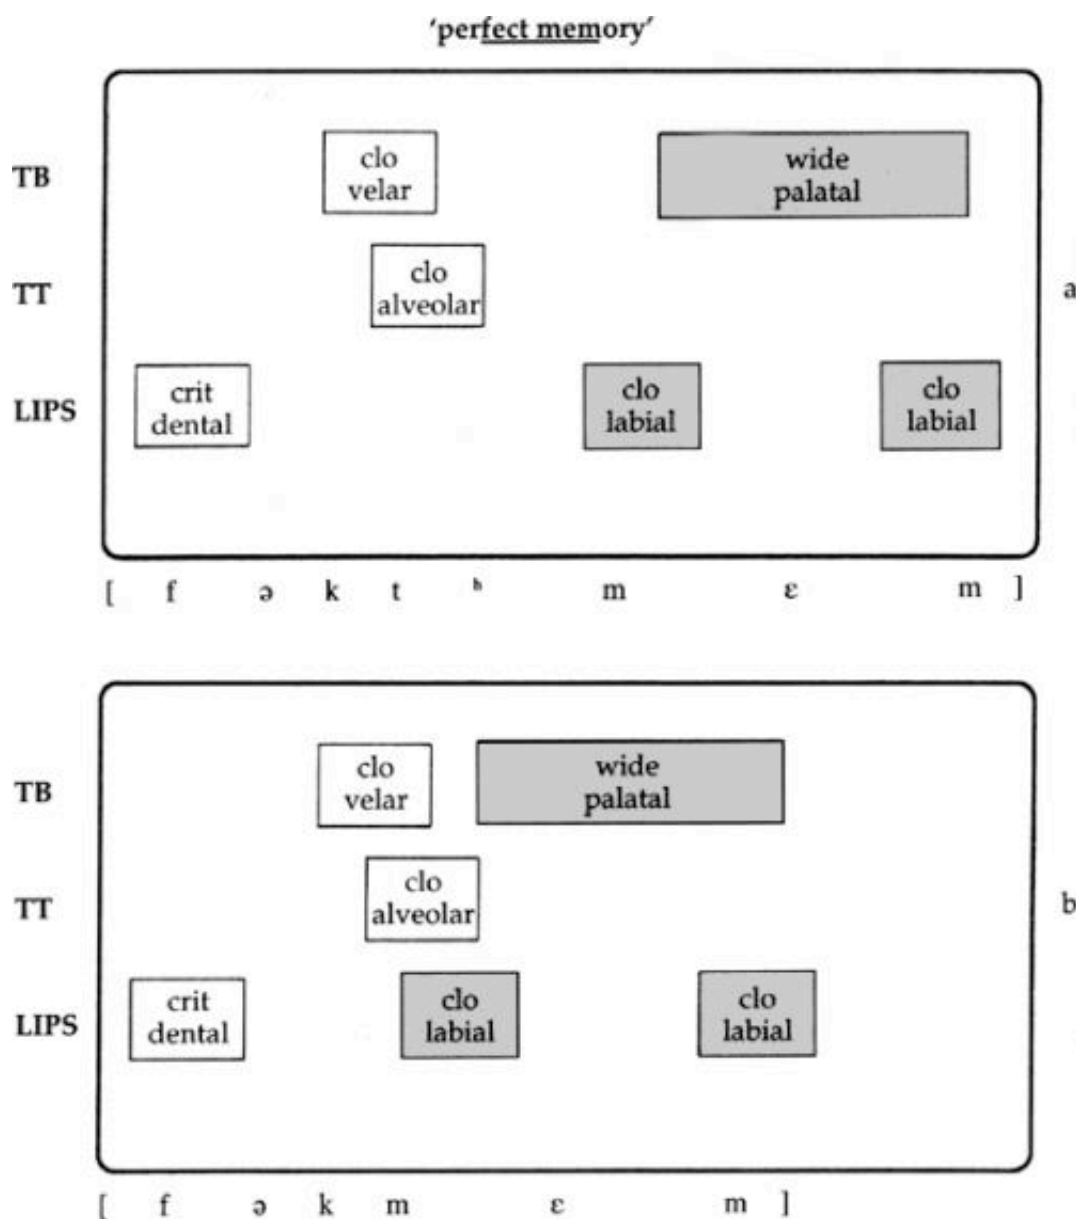 'perfect memory'
TB
clo
velar
wide
palatal
TT
clo
alveolar
a
LIPS
crit
dental
clo
labial
clo
labial
[ f ə k t ʰ m ɛ m ]
TB
clo
velar
wide
palatal
TT
clo
alveolar
b
LIPS
crit
dental
clo
labial
clo
labial
[ f ə k m ɛ m ]